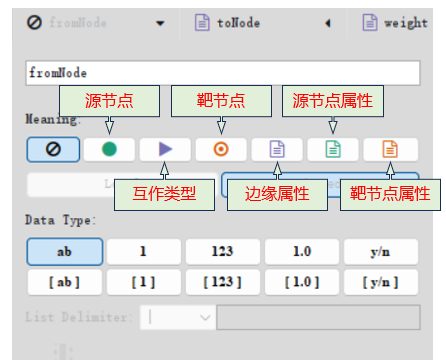 fromNode toNode weight
fromNode
源节点 靶节点 源节点属性
Meaning:
互作类型 边缘属性 靶节点属性
Data Type:
ab 1 123 1.0 y/n
[ab] [1] [123] [1.0] [y/n]
List Delimiter: |